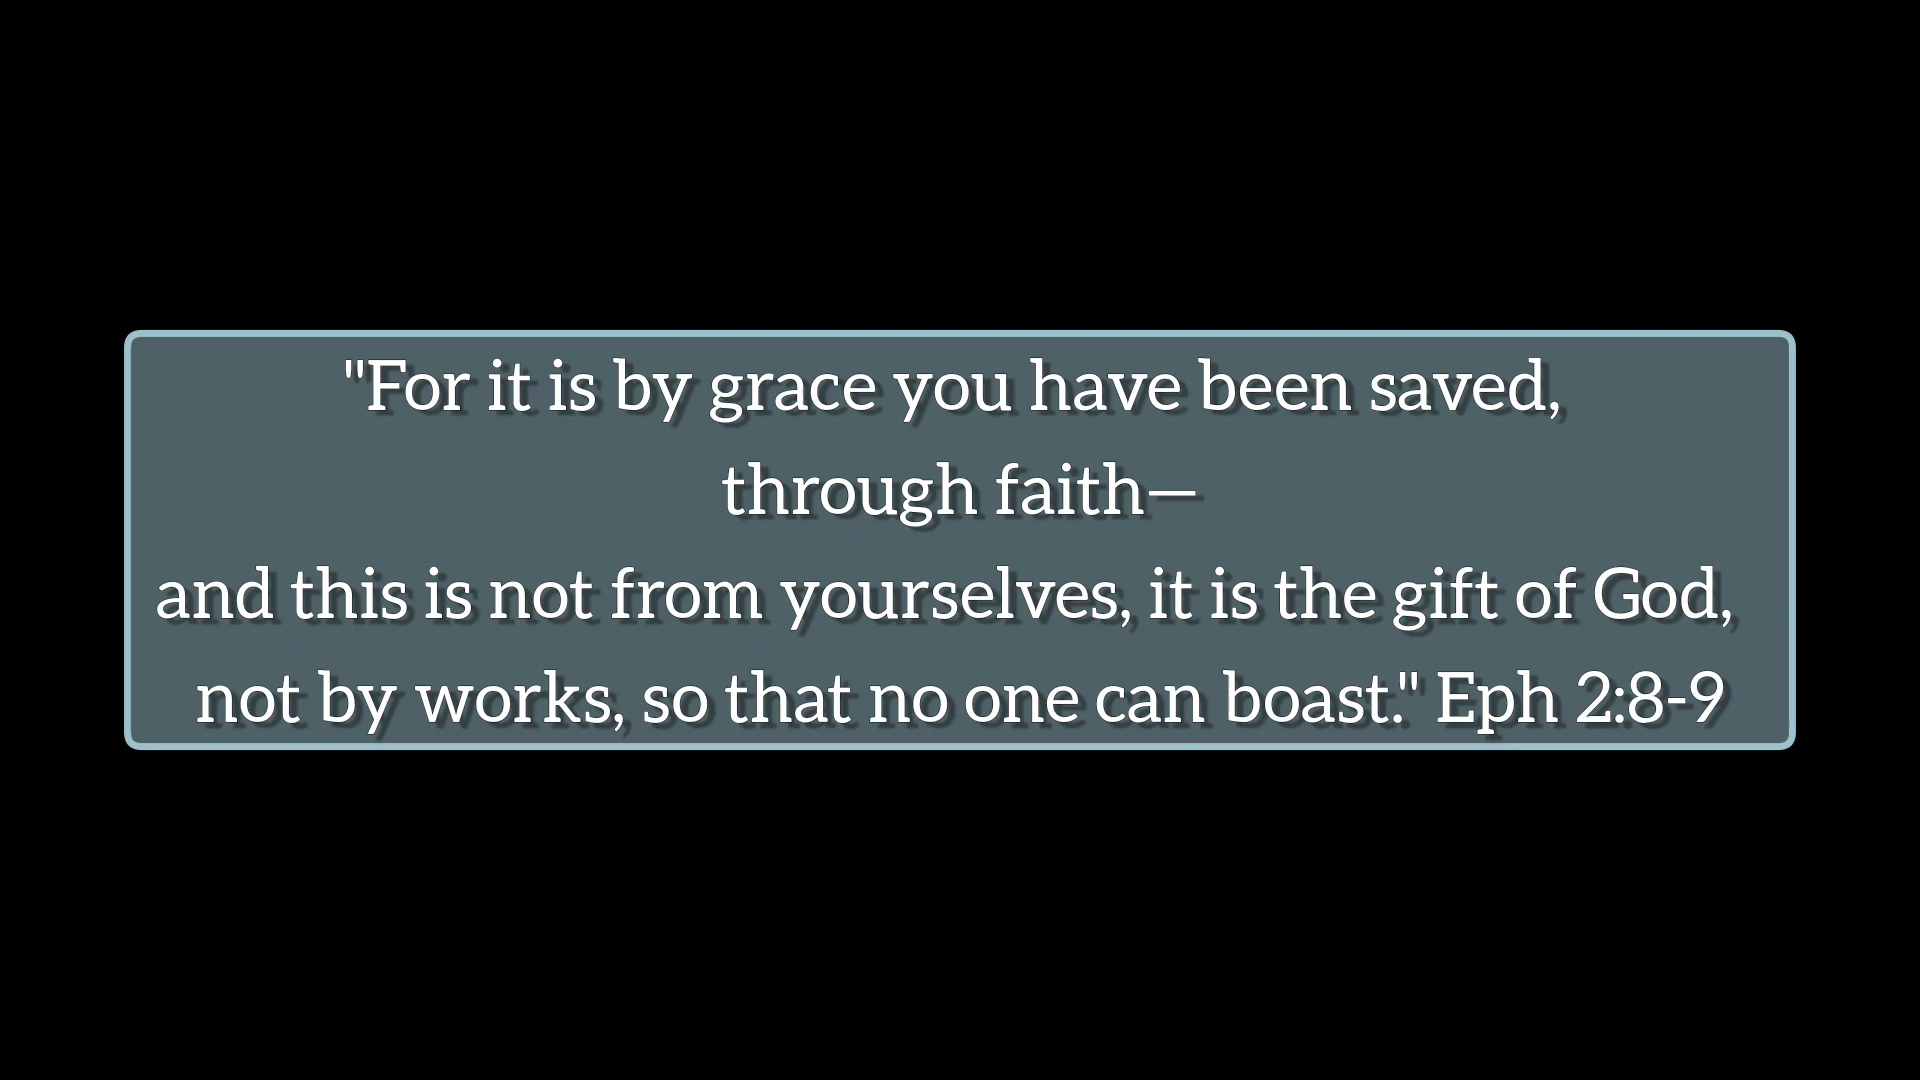 "For it is by grace you have been saved,
through faith—
and this is not from yourselves, it is the gift of God,
not by works, so that no one can boast." Eph 2:8-9